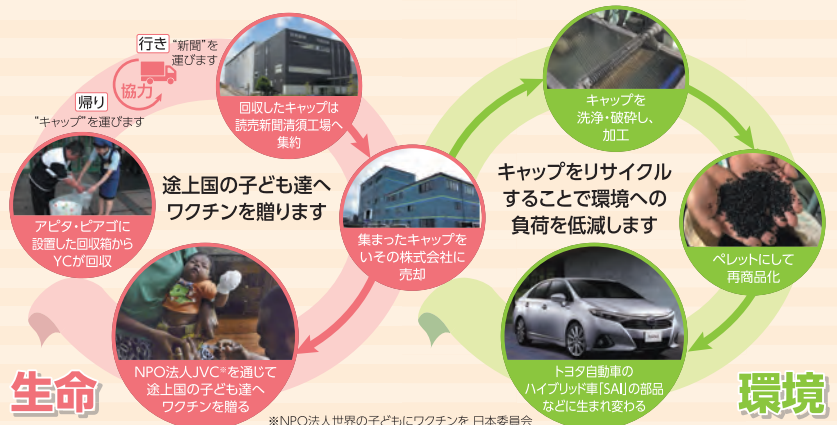 行き
“新聞”を
運びます
協力
帰り
“キャップ”を運びます
アピタ・ピアゴに
設置した回収箱から
YCが回収
回収したキャップは
読売新聞清須工場へ
集約
途上国の子ども達へ
ワクチンを贈ります
集まったキャップを
いその株式会社に
売却
NPO法人JVC※を通じて
途上国の子ども達へ
ワクチンを贈る
生命
キャップを
洗浄・破砕し、
加工
キャップをリサイクル
することで環境への
負荷を低減します
ペレットにして
再商品化
トヨタ自動車の
ハイブリッド車「SAI」の部品
などに生まれ変わる
環境
※NPO法人世界の子どもにワクチンを 日本委員会